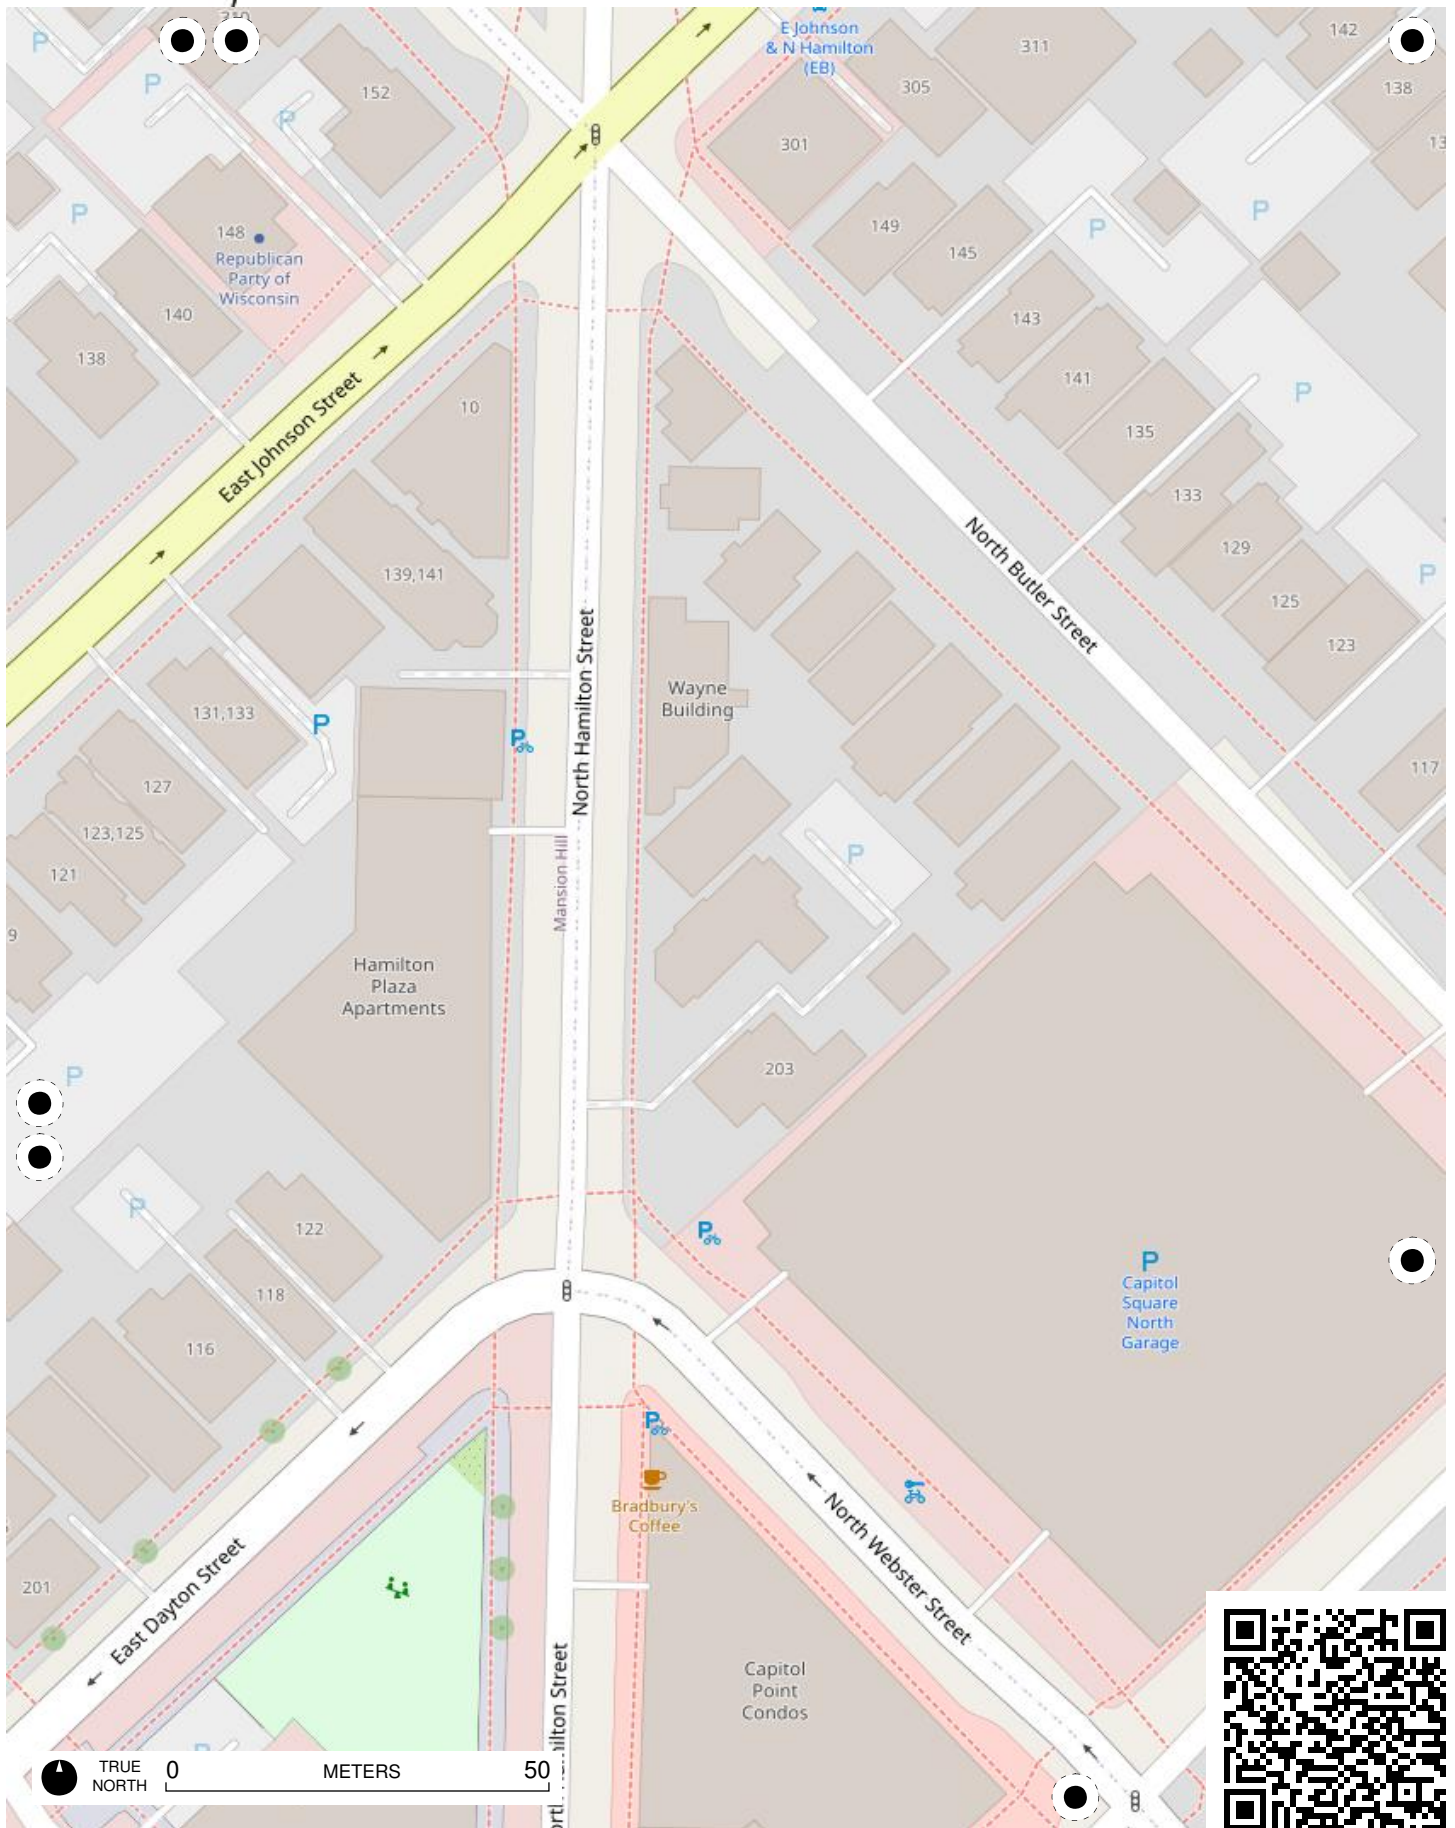 P
152
P
P
E Johnson
& N Hamilton
(EB)
305
311
142
138
301
P
148
Republican
Party of
Wisconsin
140
138
149
145
P
P
143
141
135
P
133
129
125
123
P
117
East Johnson Street
10
139,141
North Butler Street
131,133
P
P
North Hamilton Street
Wayne
Building
127
123,125
121
9
Mansion Hill
P
Hamilton
Plaza
Apartments
203
P
P
122
118
116
P
P
Capitol
Square
North
Garage
P
Bradbury's
Coffee
North Webster Street
201
East Dayton Street
Capitol
Point
Condos
TRUE
NORTH
0 METERS 50